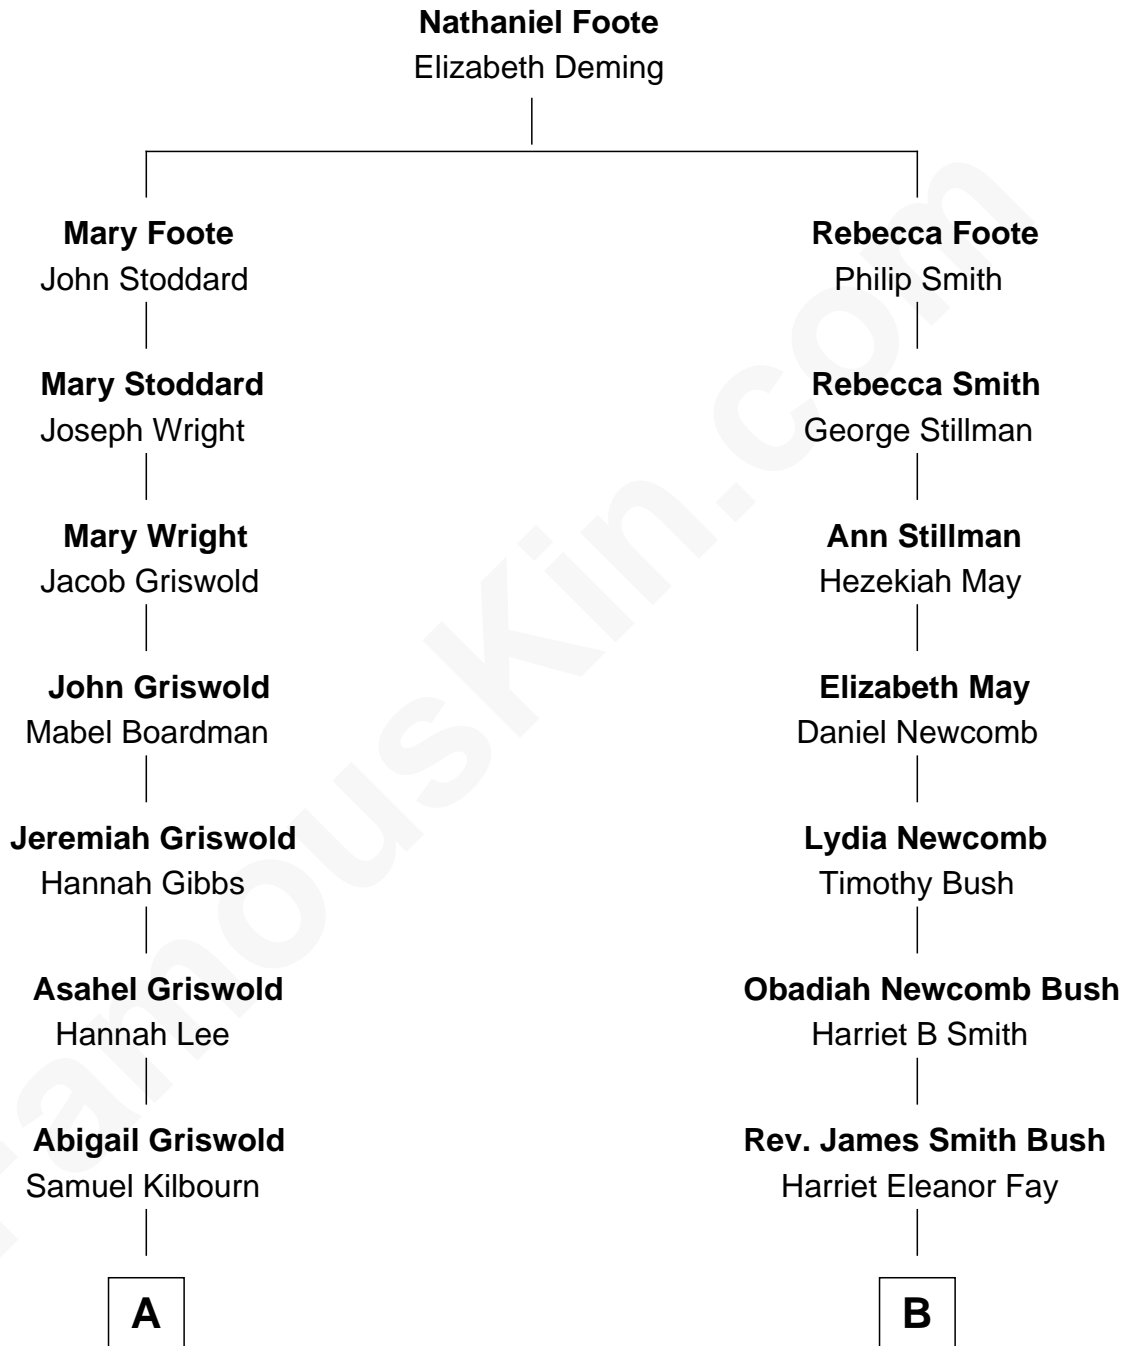 Nathaniel Foote
Elizabeth Deming
Mary Foote
John Stoddard
Rebecca Foote
Philip Smith
Mary Stoddard
Joseph Wright
Rebecca Smith
George Stillman
Mary Wright
Jacob Griswold
Ann Stillman
Hezekiah May
John Griswold
Mabel Boardman
Elizabeth May
Daniel Newcomb
Jeremiah Griswold
Hannah Gibbs
Lydia Newcomb
Timothy Bush
Asahel Griswold
Hannah Lee
Obadiah Newcomb Bush
Harriet B Smith
Abigail Griswold
Samuel Kilbourn
Rev. James Smith Bush
Harriet Eleanor Fay
A
B
FamousKin.com